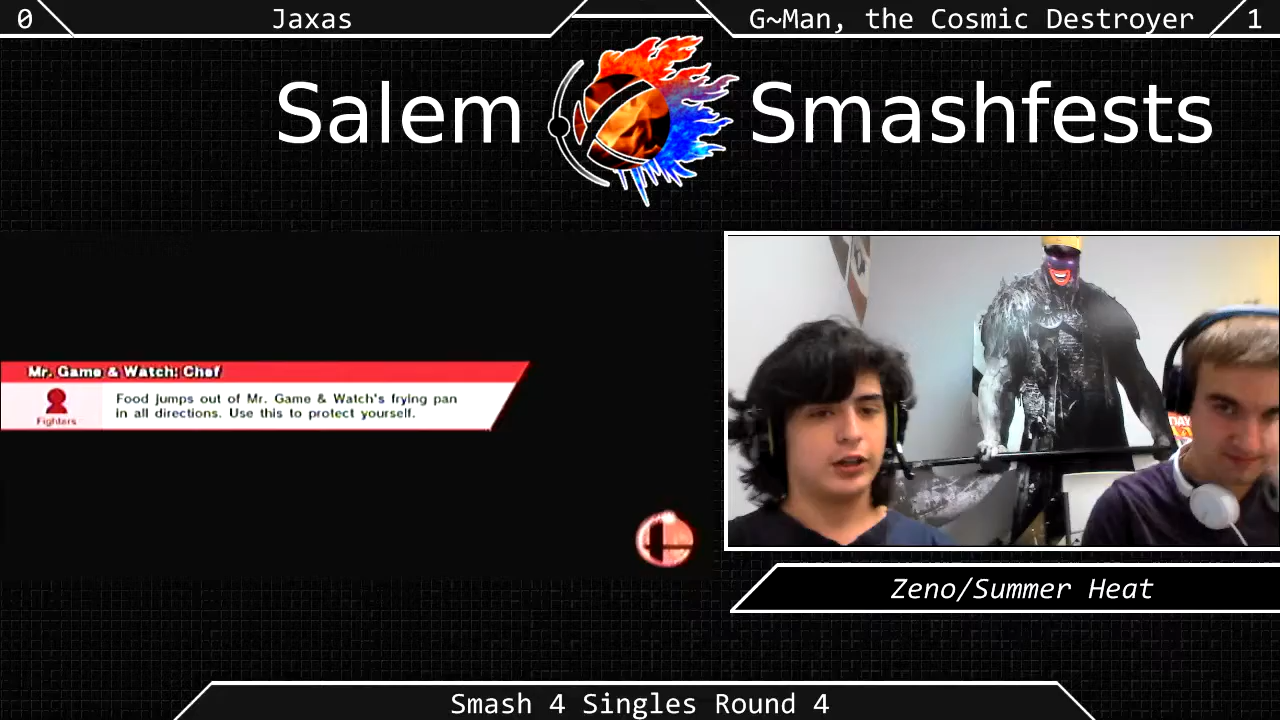 0 Jaxas G~Man, the Cosmic Destroyer 1
Salem Smashfests
Mr. Game & Watch: Chef
Food jumps out of Mr. Game & Watch's frying pan
in all directions. Use this to protect yourself.
Fighters
DAY
Zeno/Summer Heat
Smash 4 Singles Round 4